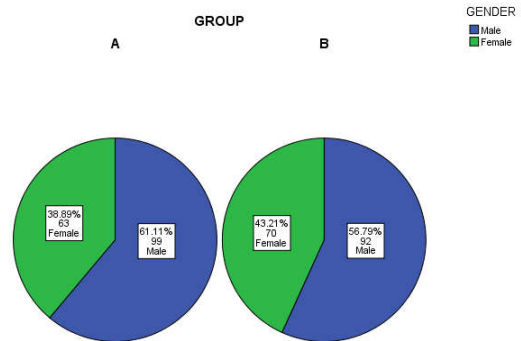 GROUP
A
B
GENDER
Male
Female
38.89%
63
Female
61.11%
99
Male
43.21%
70
Female
56.79%
92
Male